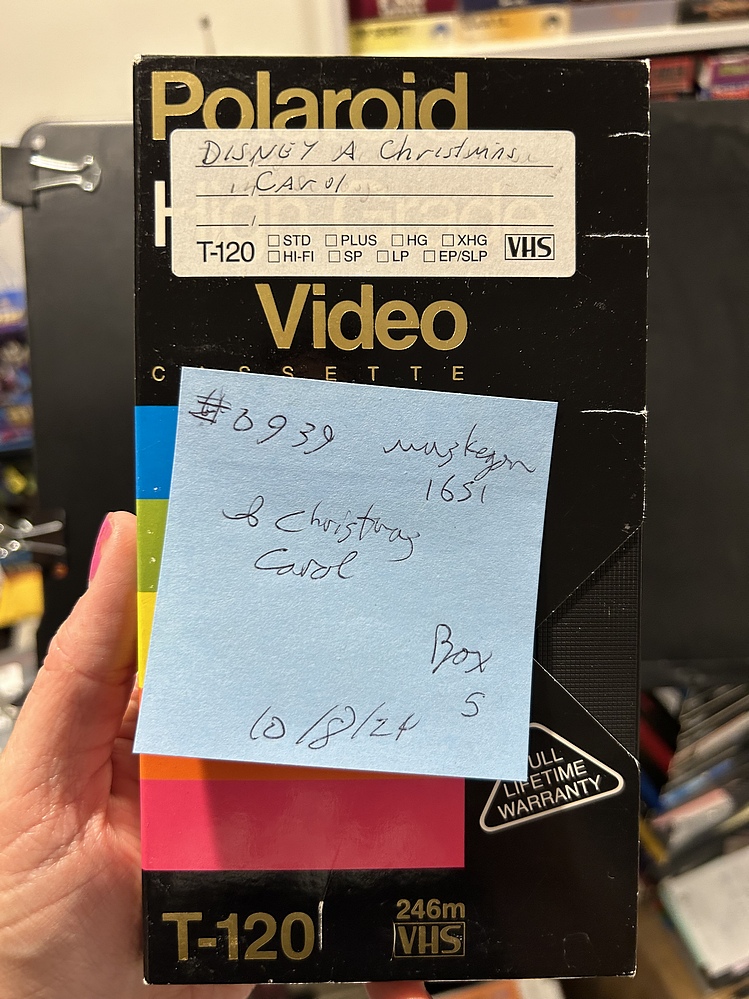 Polaroid
DISNEY A Christmas
CAROL
T-120 STD PLUS HG XHG VHS
HI-FI SP LP EP/SLP
Video
CASSETTE
#0939 muskegon
1651
Christmas
Carol
Box
5
10/8/24
FULL
LIFETIME
WARRANTY
T-120
246m
VHS